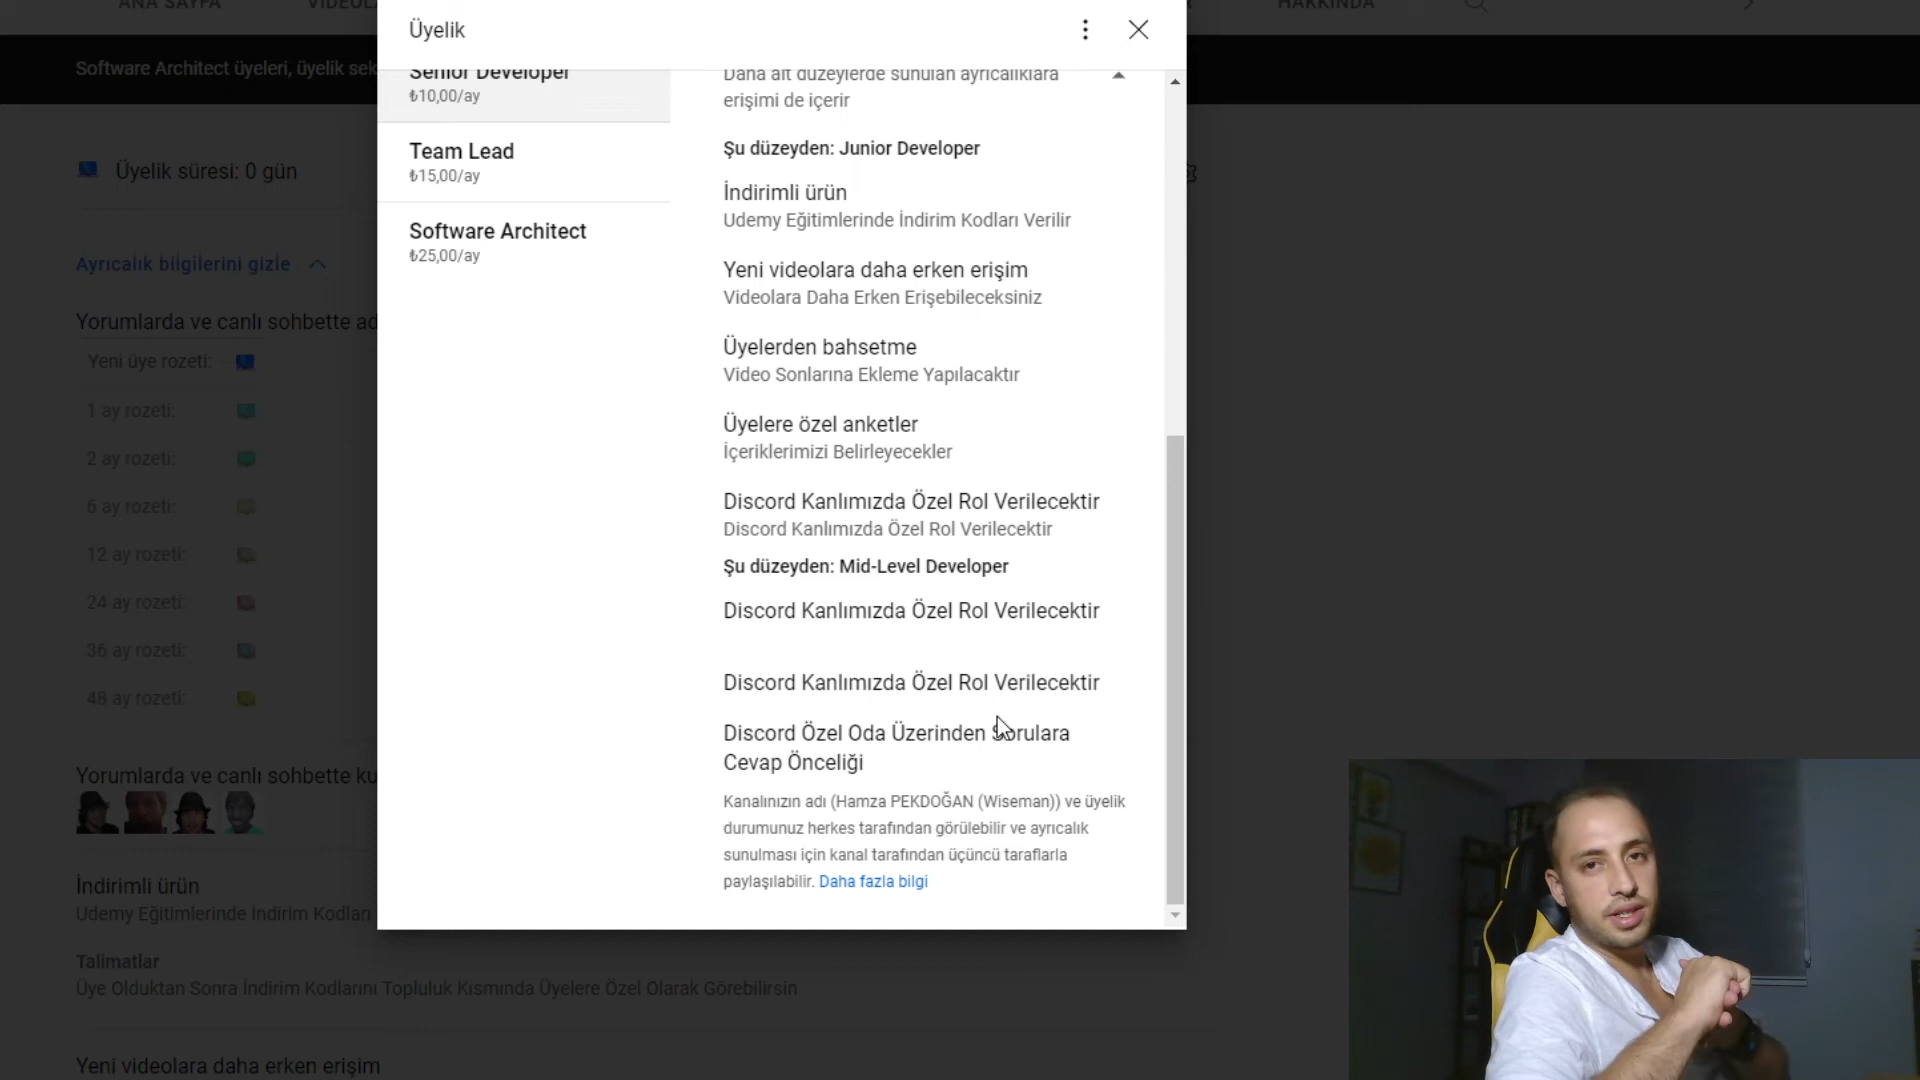 ANA SAYFA
HAKKINDA
Üyelik
Software Architect üyeleri, üyelik sek
Senior Developer
₺10,00/ay
Team Lead
₺15,00/ay
Software Architect
₺25,00/ay
Daha alt düzeylerde sunulan ayrıcalıklara
erişimi de içerir
Şu düzeyden: Junior Developer
İndirimli ürün
Udemy Eğitimlerinde İndirim Kodları Verilir
Yeni videolara daha erken erişim
Videolara Daha Erken Erişebileceksiniz
Üyelerden bahsetme
Video Sonlarına Ekleme Yapılacaktır
Üyelere özel anketler
İçeriklerimizi Belirleyecekler
Discord Kanlımızda Özel Rol Verilecektir
Discord Kanlımızda Özel Rol Verilecektir
Şu düzeyden: Mid-Level Developer
Discord Kanlımızda Özel Rol Verilecektir
Discord Kanlımızda Özel Rol Verilecektir
Discord Özel Oda Üzerinden Sorulara
Cevap Önceliği
Kanalınızın adı (Hamza PEKDOĞAN (Wiseman)) ve üyelik
durumunuz herkes tarafından görülebilir ve ayrıcalık
sunulması için kanal tarafından üçüncü taraflarla
paylaşılabilir. Daha fazla bilgi
Üyelik süresi: 0 gün
Ayrıcalık bilgilerini gizle
Yorumlarda ve canlı sohbette ad
Yeni üye rozeti:
1 ay rozeti:
2 ay rozeti:
6 ay rozeti:
12 ay rozeti:
24 ay rozeti:
36 ay rozeti:
48 ay rozeti:
Yorumlarda ve canlı sohbette ku
İndirimli ürün
Udemy Eğitimlerinde İndirim Kodları
Talimatlar
Üye Olduktan Sonra İndirim Kodlarını Topluluk Kısmında Üyelere Özel Olarak Görebilirsin
Yeni videolara daha erken erişim